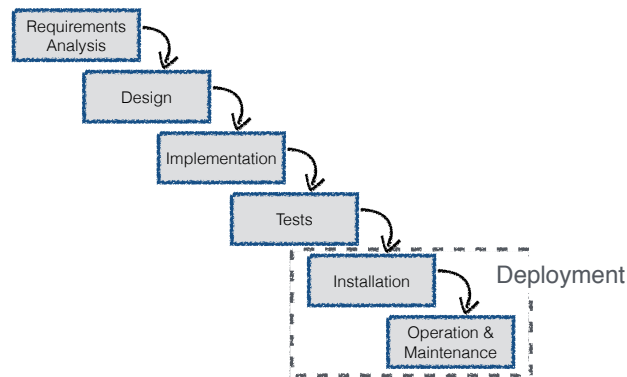 Requirements
Analysis
Design
Implementation
Tests
Installation
Deployment
Operation &
Maintenance